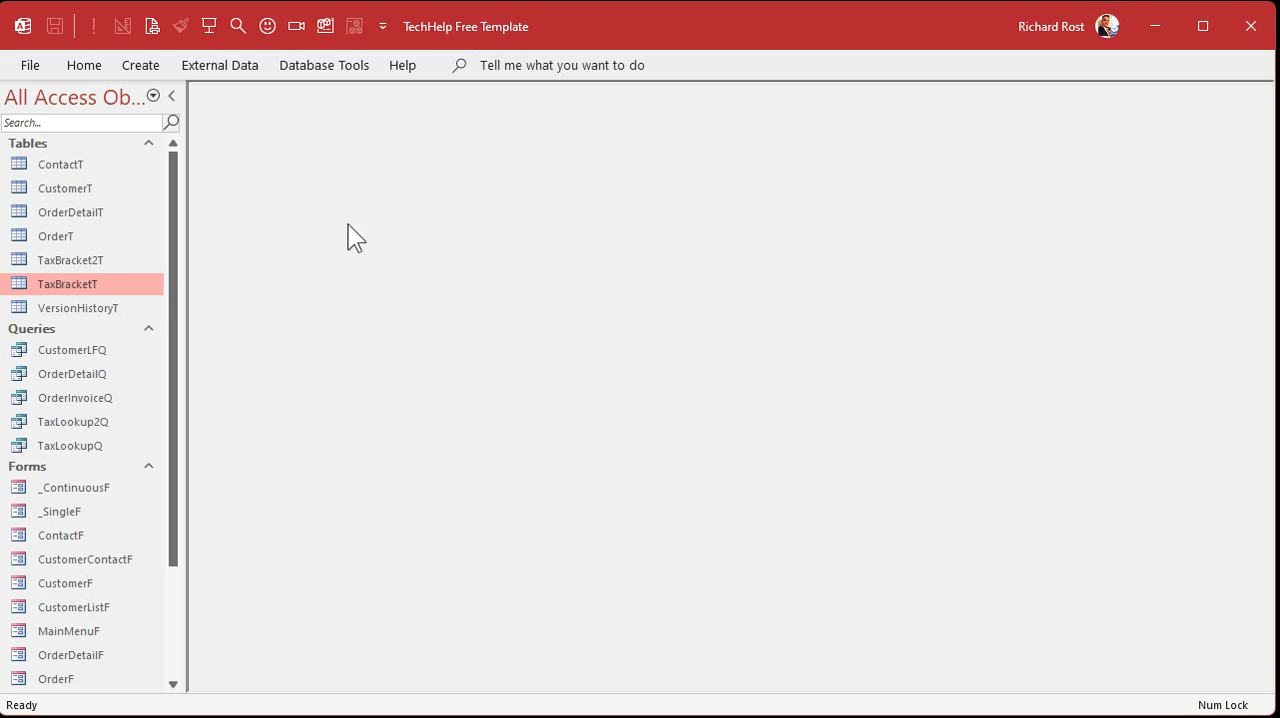 TechHelp Free Template
Richard Rost
File Home Create External Data Database Tools Help Tell me what you want to do
All Access Ob...
Search...
Tables
ContactT
CustomerT
OrderDetailT
OrderT
TaxBracket2T
TaxBracketT
VersionHistoryT
Queries
CustomerLFQ
OrderDetailQ
OrderInvoiceQ
TaxLookup2Q
TaxLookupQ
Forms
_ContinuousF
_SingleF
ContactF
CustomerContactF
CustomerF
CustomerListF
MainMenuF
OrderDetailF
OrderF
Ready
Num Lock